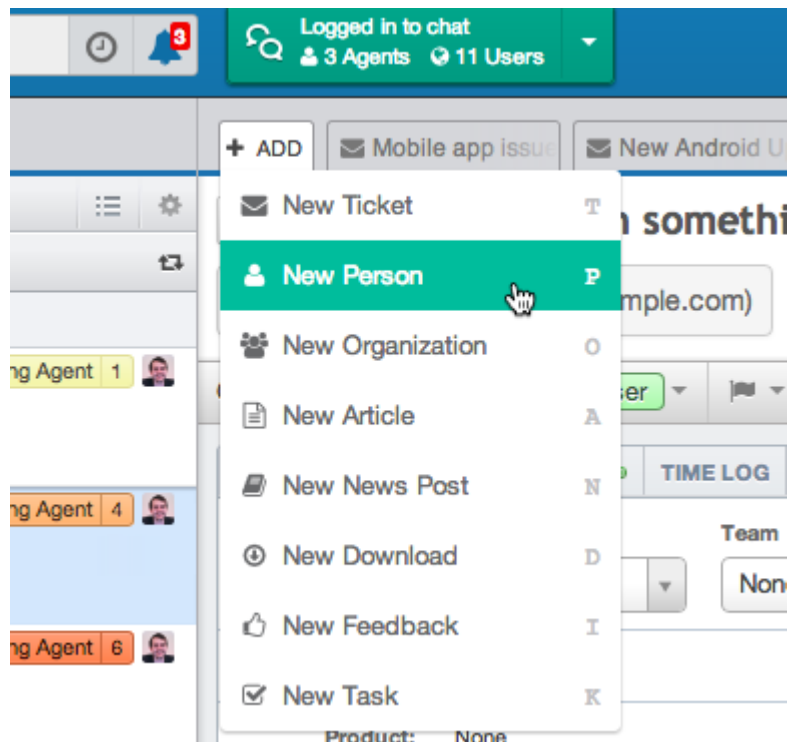 3
Logged in to chat
3 Agents 11 Users
+ ADD
Mobile app issue
New Android U
New Ticket T
somethi
New Person P
mple.com)
New Organization O
ng Agent 1
ser
New Article A
New News Post N
TIME LOG
ng Agent 4
Team
New Download D
Non
New Feedback I
ng Agent 6
New Task K
Product: None